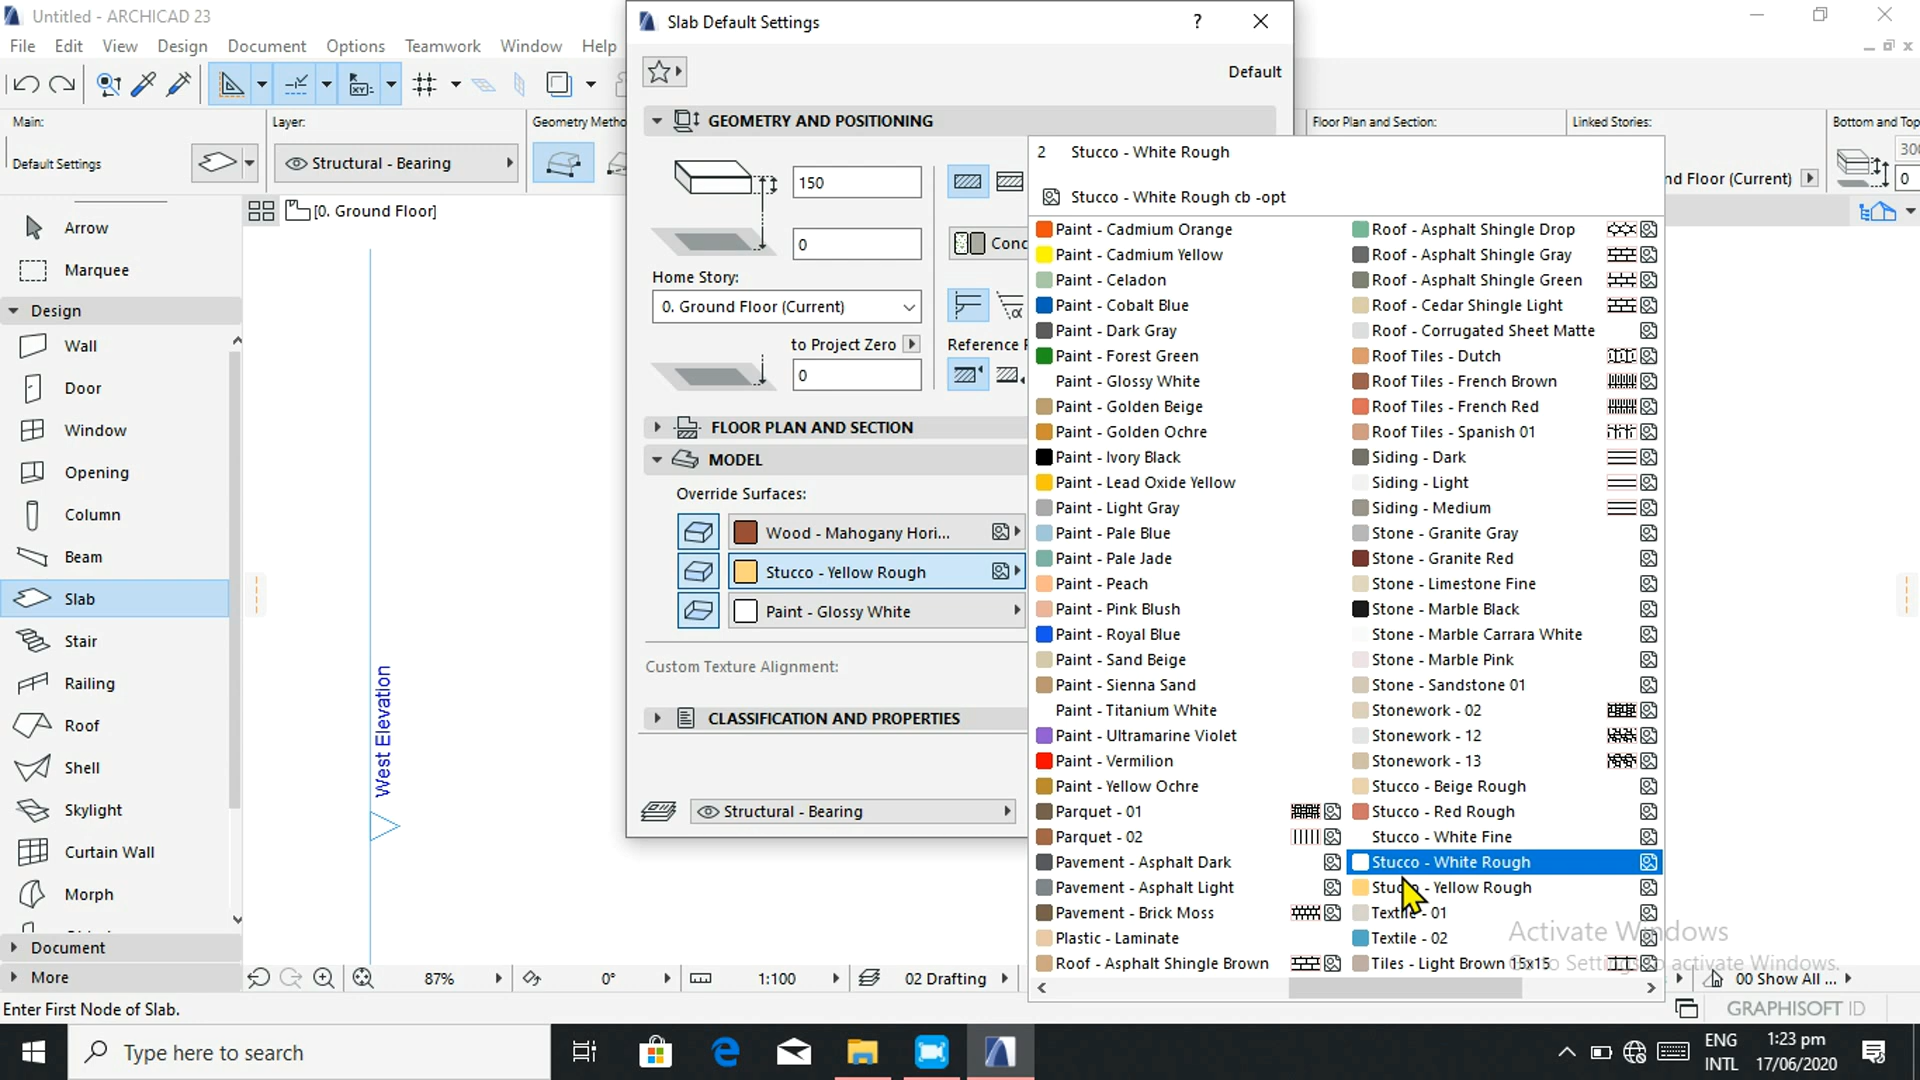 Untitled - ARCHICAD 23
File Edit View Design Document Options Teamwork Window Help
Main:
Default Settings
Layer:
Structural - Bearing
Geometry Metho
Floor Plan and Section:
Linked Stories:
nd Floor (Current)
Bottom and Top
300
0
[0. Ground Floor]
Arrow
Marquee
Design
Wall
Door
Window
Opening
Column
Beam
Slab
Stair
Railing
Roof
Shell
Skylight
Curtain Wall
Morph
Document
More
West Elevation
Slab Default Settings
?
Default
GEOMETRY AND POSITIONING
150
0
Conc
Home Story:
0. Ground Floor (Current)
to Project Zero
0
Reference
FLOOR PLAN AND SECTION
MODEL
Override Surfaces:
Wood - Mahogany Hori...
Stucco - Yellow Rough
Paint - Glossy White
Custom Texture Alignment:
CLASSIFICATION AND PROPERTIES
Structural - Bearing
2 Stucco - White Rough
Stucco - White Rough cb -opt
Paint - Cadmium Orange
Paint - Cadmium Yellow
Paint - Celadon
Paint - Cobalt Blue
Paint - Dark Gray
Paint - Forest Green
Paint - Glossy White
Paint - Golden Beige
Paint - Golden Ochre
Paint - Ivory Black
Paint - Lead Oxide Yellow
Paint - Light Gray
Paint - Pale Blue
Paint - Pale Jade
Paint - Peach
Paint - Pink Blush
Paint - Royal Blue
Paint - Sand Beige
Paint - Sienna Sand
Paint - Titanium White
Paint - Ultramarine Violet
Paint - Vermilion
Paint - Yellow Ochre
Parquet - 01
Parquet - 02
Pavement - Asphalt Dark
Pavement - Asphalt Light
Pavement - Brick Moss
Plastic - Laminate
Roof - Asphalt Shingle Brown
Roof - Asphalt Shingle Drop
Roof - Asphalt Shingle Gray
Roof - Asphalt Shingle Green
Roof - Cedar Shingle Light
Roof - Corrugated Sheet Matte
Roof Tiles - Dutch
Roof Tiles - French Brown
Roof Tiles - French Red
Roof Tiles - Spanish 01
Siding - Dark
Siding - Light
Siding - Medium
Stone - Granite Gray
Stone - Granite Red
Stone - Limestone Fine
Stone - Marble Black
Stone - Marble Carrara White
Stone - Marble Pink
Stone - Sandstone 01
Stonework - 02
Stonework - 12
Stonework - 13
Stucco - Beige Rough
Stucco - Red Rough
Stucco - White Fine
Stucco - White Rough
Stucco - Yellow Rough
Textile - 01
Textile - 02
Tiles - Light Brown 15x15
Activate Windows
Go to Settings to activate Windows.
87% 0° 1:100 02 Drafting 00 Show All ...
Enter First Node of Slab.
GRAPHISOFT ID
Type here to search
ENG
INTL
1:23 pm
17/06/2020